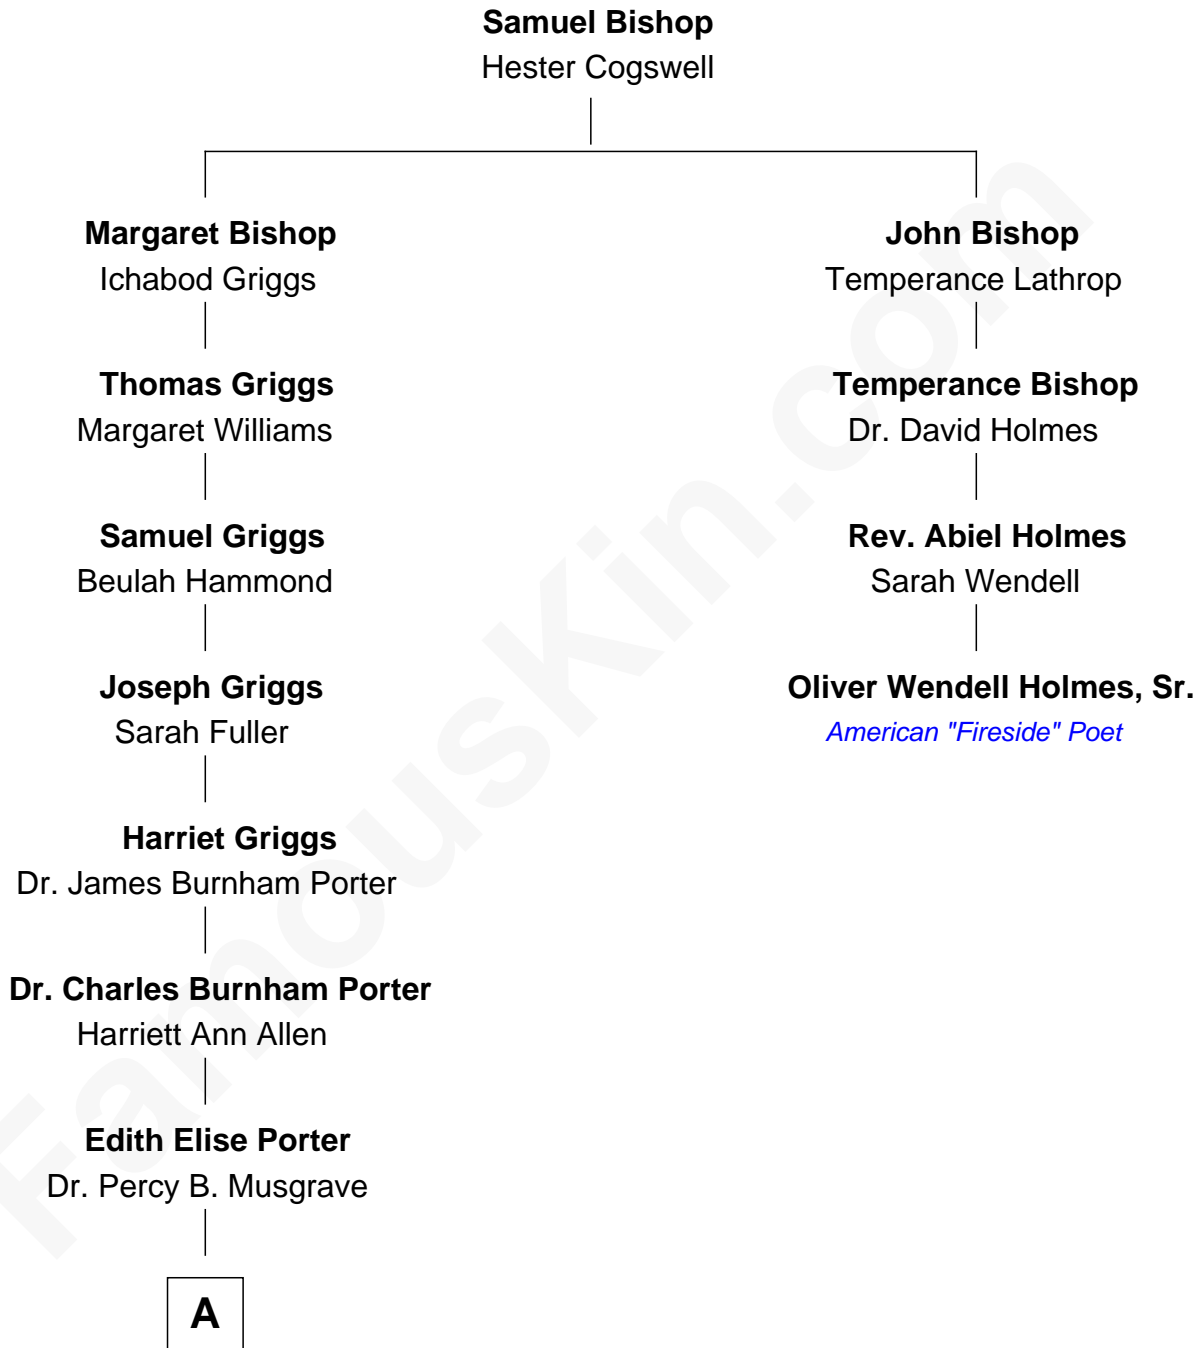 Samuel Bishop
Hester Cogswell
Margaret Bishop
Ichabod Griggs
John Bishop
Temperance Lathrop
Thomas Griggs
Margaret Williams
Temperance Bishop
Dr. David Holmes
Samuel Griggs
Beulah Hammond
Rev. Abiel Holmes
Sarah Wendell
Joseph Griggs
Sarah Fuller
Oliver Wendell Holmes, Sr.
American "Fireside" Poet
Harriet Griggs
Dr. James Burnham Porter
Dr. Charles Burnham Porter
Harriett Ann Allen
Edith Elise Porter
Dr. Percy B. Musgrave
A
FamousKin.com